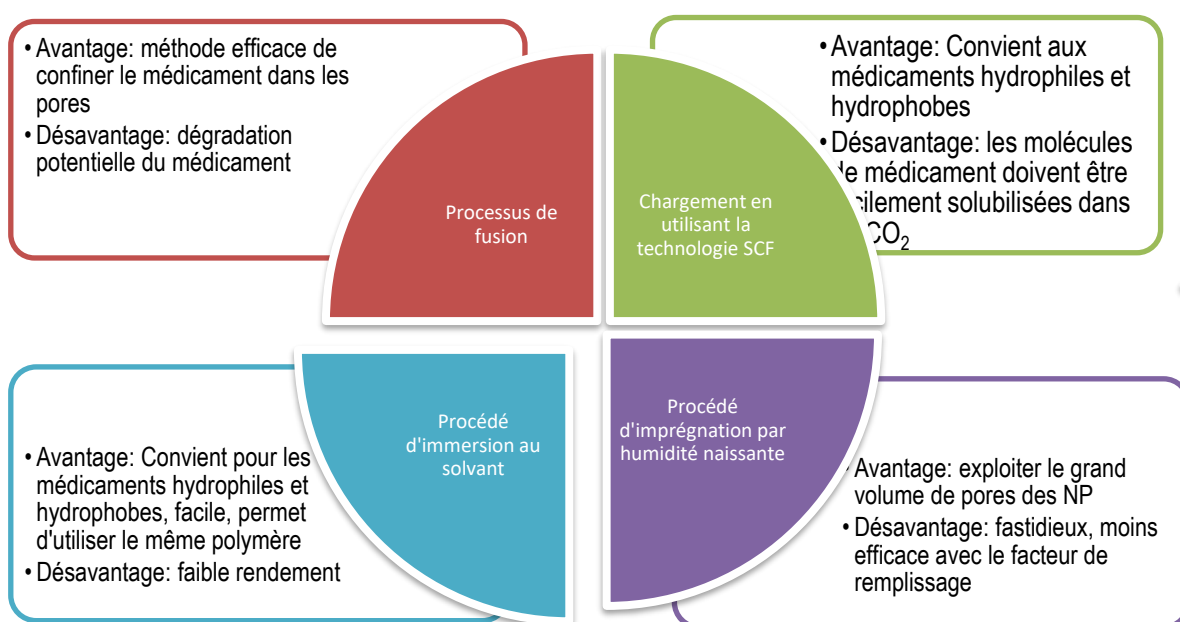 • Avantage: méthode efficace de
confiner le médicament dans les
pores
• Désavantage: dégradation
potentielle du médicament
Processus de
fusion
• Avantage: Convient aux
médicaments hydrophiles et
hydrophobes
• Désavantage: les molécules
de médicament doivent être
cilement solubilisées dans
CO₂
Chargement en
utilisant la
technologie SCF
• Avantage: Convient pour les
médicaments hydrophiles et
hydrophobes, facile, permet
d'utiliser le même polymère
• Désavantage: faible rendement
Procédé
d'immersion au
solvant
Procédé
d'imprégnation par
humidité naissante
Avantage: exploiter le grand
volume de pores des NP
• Désavantage: fastidieux, moins
efficace avec le facteur de
remplissage